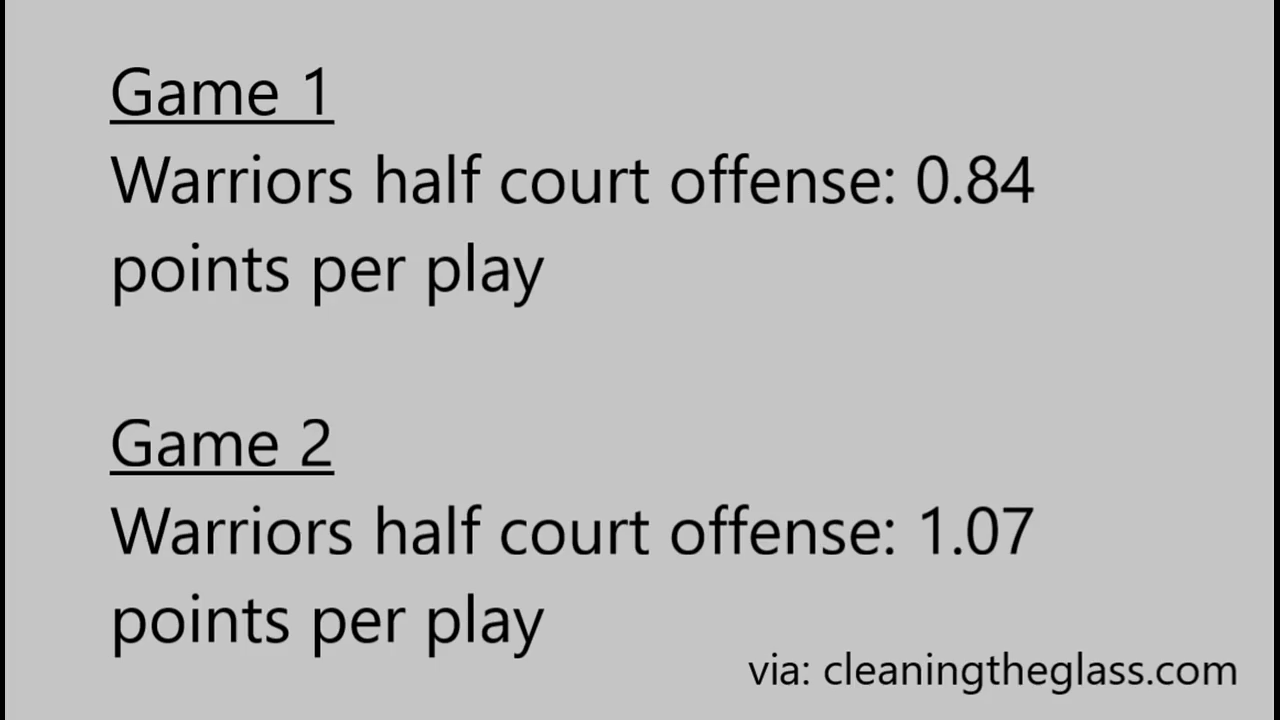 Game 1
Warriors half court offense: 0.84
points per play
Game 2
Warriors half court offense: 1.07
points per play
via: cleaningtheglass.com